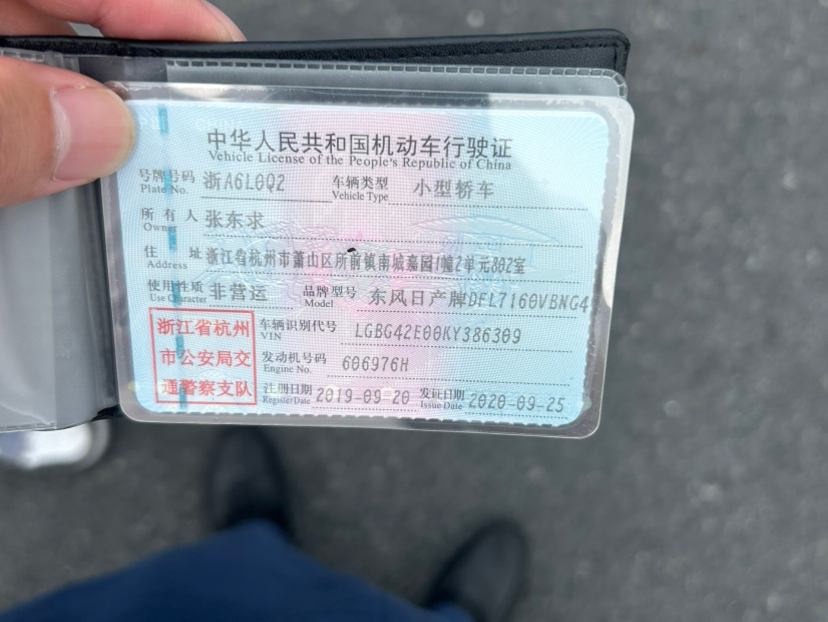 中华人民共和国机动车行驶证
Vehicle License of the People's Republic of China
号牌号码 浙A6L0Q2 车辆类型 小型轿车
Plate No. Vehicle Type
所有人 张东求
Owner
住址 浙江省杭州市萧山区所前镇南城嘉园1幢2单元802室
Address
使用性质 非营运 品牌型号 东风日产牌DFL7160VBNG4
Use Character Model
浙江省杭州
市公安局交
通警察支队
车辆识别代号 LGBG42E00KY386309
VIN
发动机号码 606976H
Engine No.
注册日期 2019-09-20 发证日期 2020-09-25
Register Date Issue Date